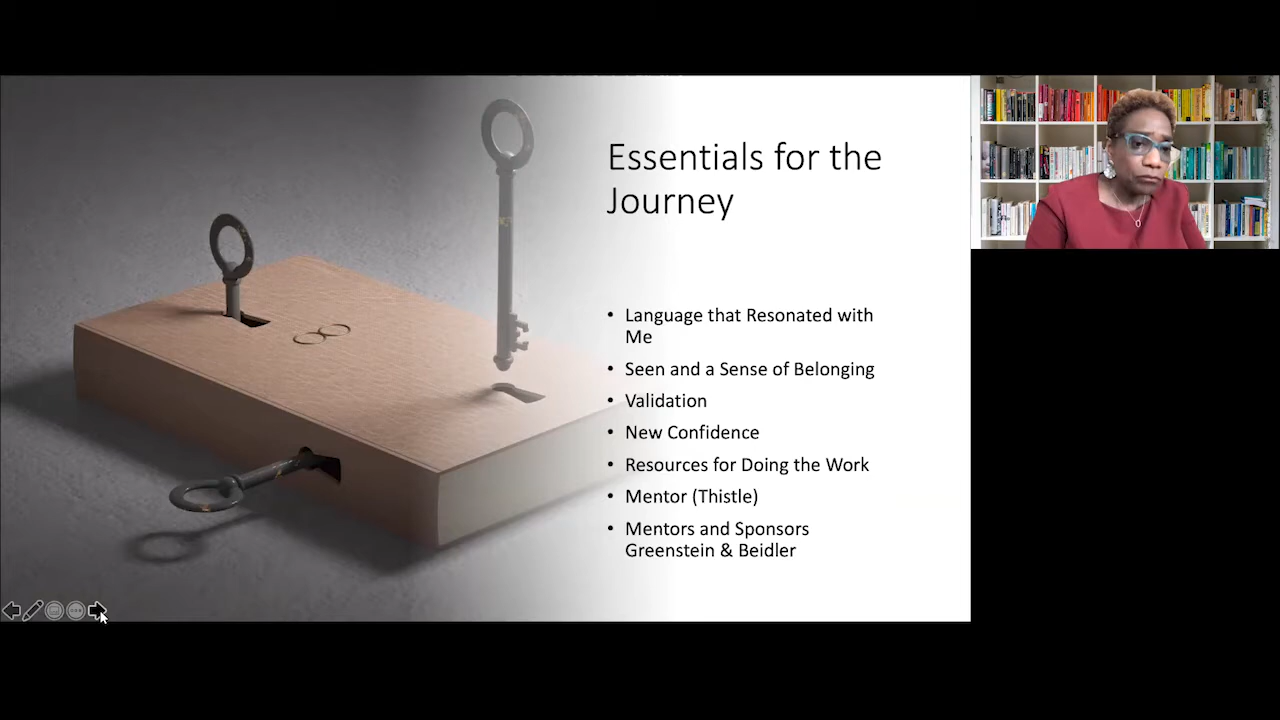 Essentials for the
Journey
• Language that Resonated with
Me
• Seen and a Sense of Belonging
• Validation
• New Confidence
• Resources for Doing the Work
• Mentor (Thistle)
• Mentors and Sponsors
Greenstein & Beidler